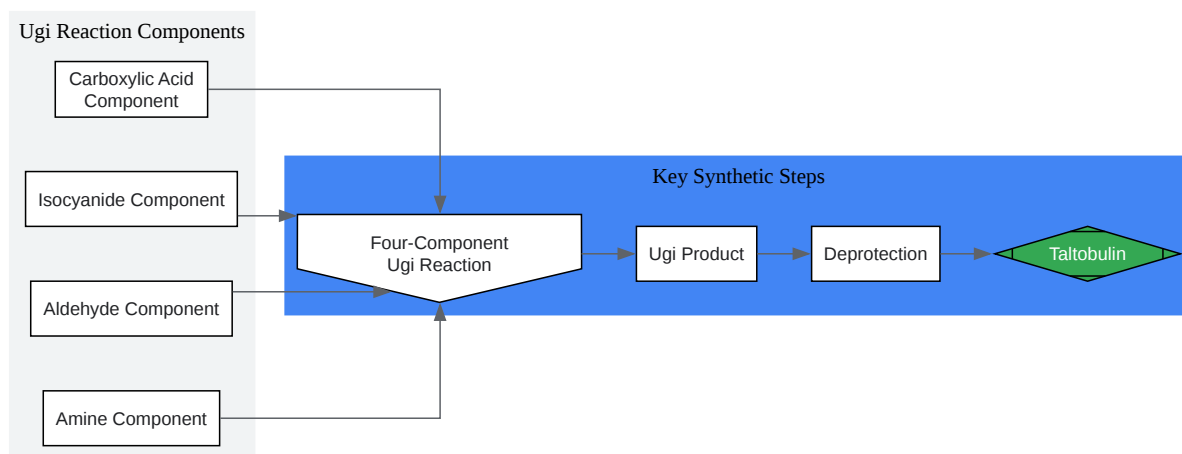 Ugi Reaction Components
Carboxylic Acid
Component
Isocyanide Component
Aldehyde Component
Amine Component
Key Synthetic Steps
Four-Component
Ugi Reaction
Ugi Product
Deprotection
Taltobulin